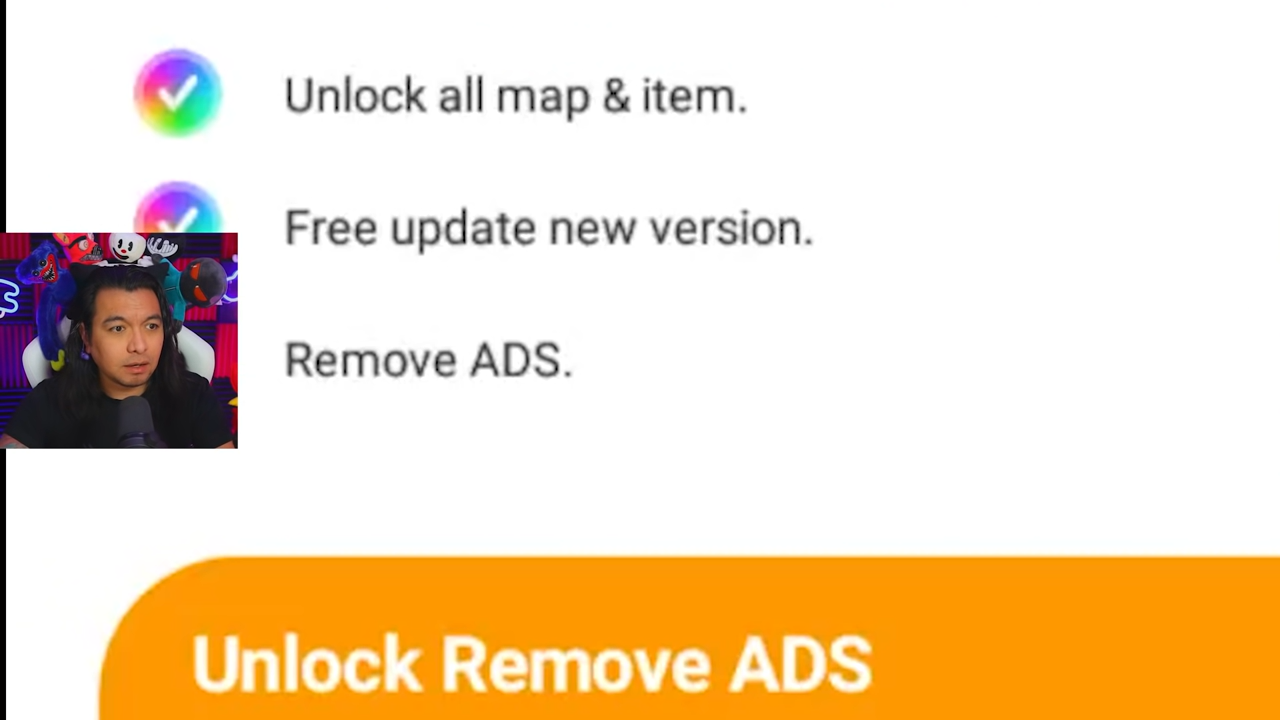 Unlock all map & item.
Free update new version.
Remove ADS.
Unlock Remove ADS